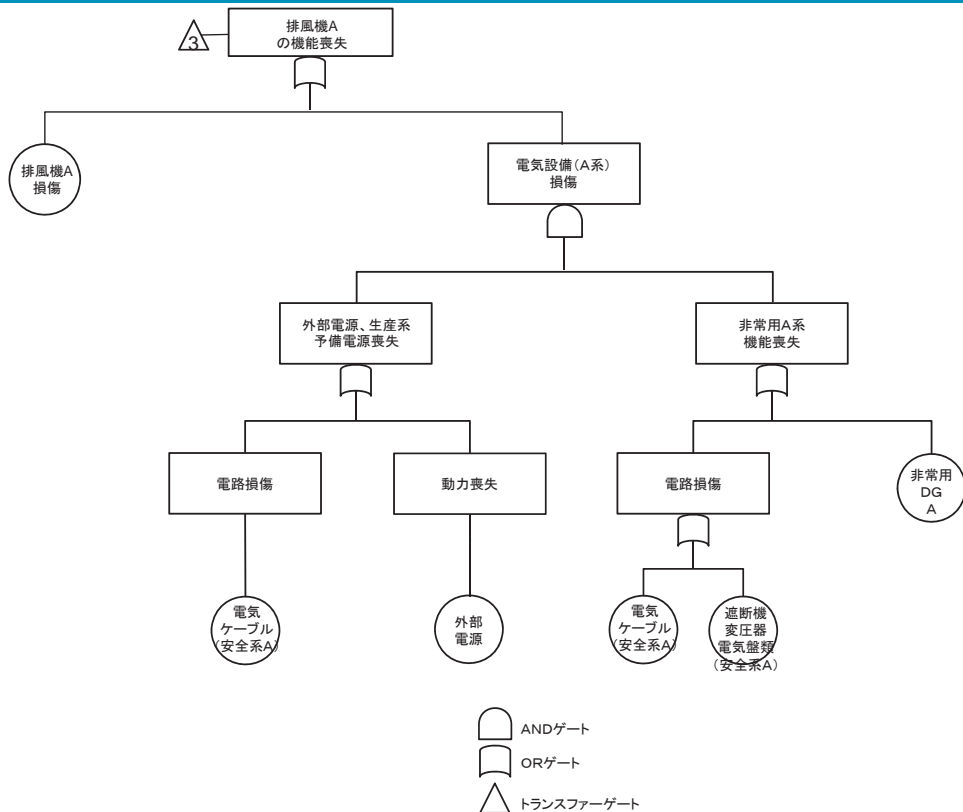 排風機A
の機能喪失
3
排風機A
損傷
電気設備(A系)
損傷
外部電源、生産系
予備電源喪失
非常用A系
機能喪失
電路損傷
動力喪失
電路損傷
非常用
DG
A
電気
ケーブル
(安全系A)
外部
電源
電気
ケーブル
(安全系A)
遮断機
変圧器
電気盤類
(安全系A)
ANDゲート
ORゲート
トランスファーゲート